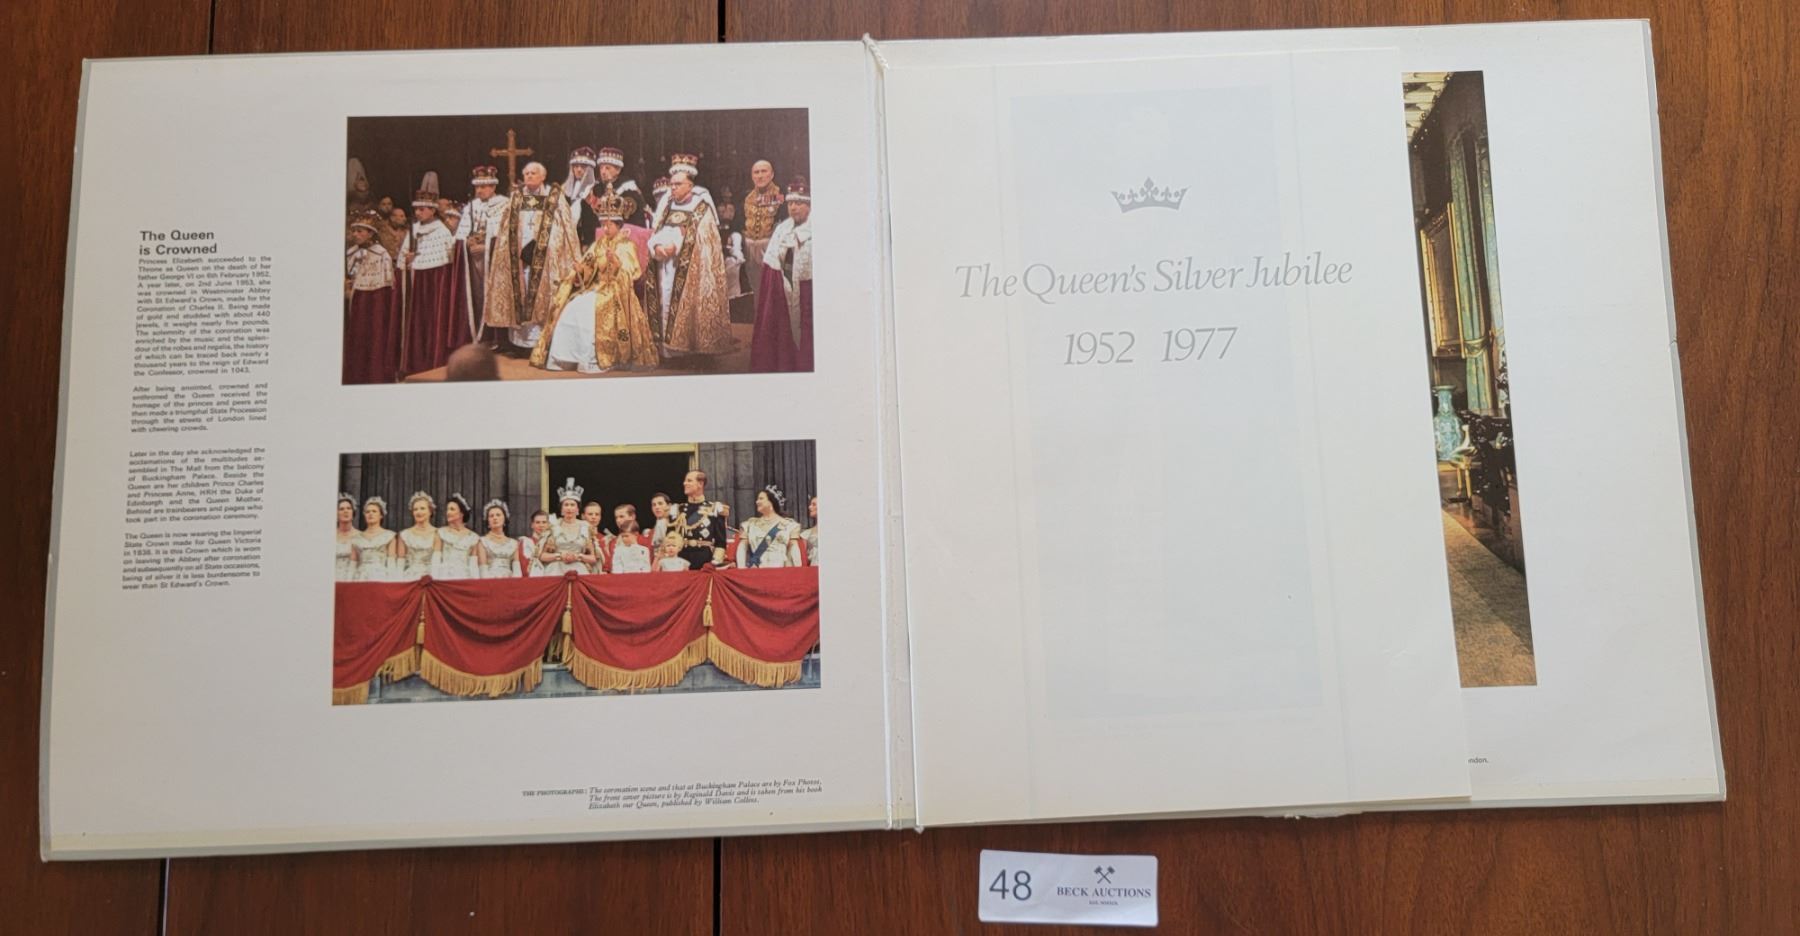 The Queen
is Crowned
Princess Elizabeth succeeded to the
Throne as Queen on the death of her
father George VI on 6th February 1952.
A year later, on 2nd June 1953, she
was crowned in Westminster Abbey
with St Edward's Crown, made for the
Coronation of Charles II. Being made
of gold and studded with about 440
jewels, it weighs nearly five pounds.
The solemnity of the coronation was
enriched by the music and the splen-
dour of the robes and regalia, the history
of which can be traced back nearly a
thousand years to the reign of Edward
the Confessor, crowned in 1043.
After being anointed, crowned and
enthroned the Queen received the
homage of the princes and peers and
then made a triumphal State Procession
through the streets of London lined
with cheering crowds.
Later in the day she acknowledged the
acclamations of the multitudes as-
sembled in The Mall from the balcony
of Buckingham Palace. Beside the
Queen are her children Prince Charles
and Princess Anne, HRH the Duke of
Edinburgh and the Queen Mother.
Behind are trainbearers and pages who
took part in the coronation ceremony.
The Queen is now wearing the Imperial
State Crown made for Queen Victoria
in 1838. It is this Crown which is worn
on leaving the Abbey after coronation
and subsequently on all State occasions,
being of silver it is less burdensome to
wear than St Edward's Crown.
THE PHOTOGRAPHS: The coronation scene and that at Buckingham Palace are by Fox Photos.
The front cover picture is by Reginald Davis and is taken from his book
Elizabeth our Queen, published by William Collins.
The Queen's Silver Jubilee
1952 1977
ondon.
48
BECK AUCTIONS